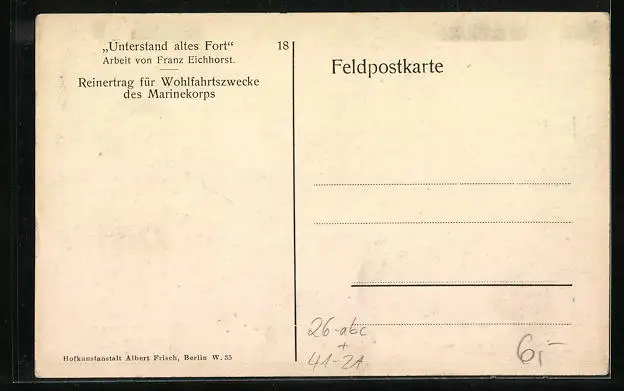 „Unterstand altes Fort“ 18
Arbeit von Franz Eichhorst.
Reinertrag für Wohlfahrtszwecke
des Marinekorps
Feldpostkarte
26-abc
+
41-21
6,-
Hofkunstanstalt Albert Frisch, Berlin W. 35